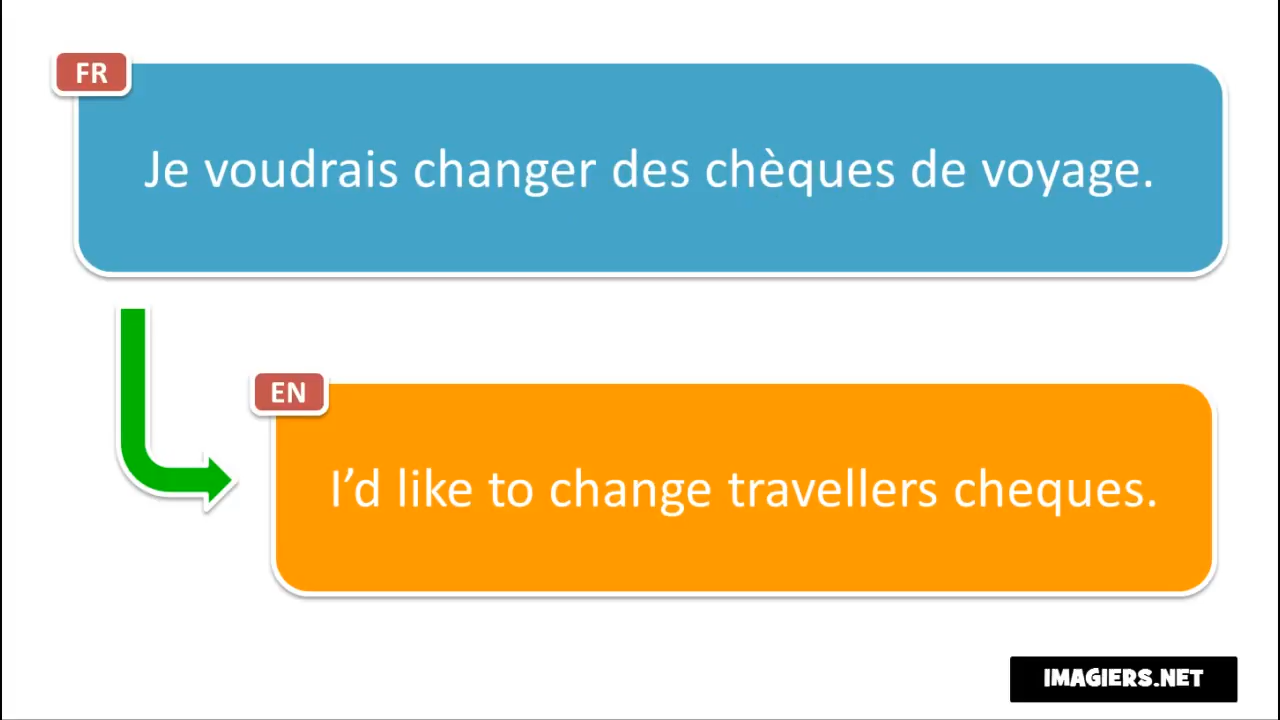 FR
Je voudrais changer des chèques de voyage.
EN
I’d like to change travellers cheques.
IMAGIERS.NET